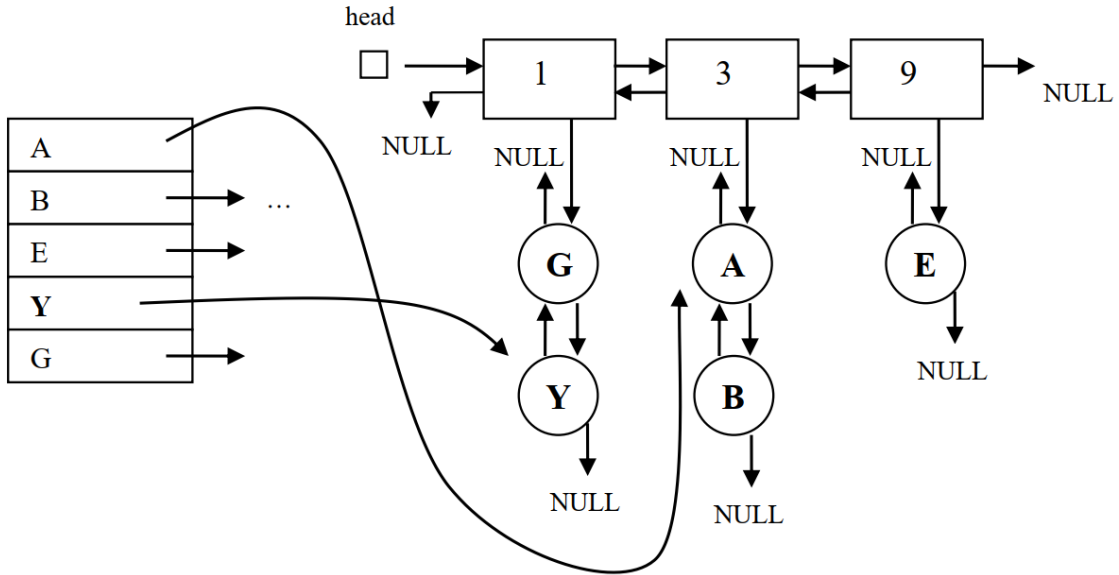 head
1 3 9
NULL
NULL
NULL NULL NULL
A
B ...
E
Y
G
G A E
NULL
Y B
NULL
NULL